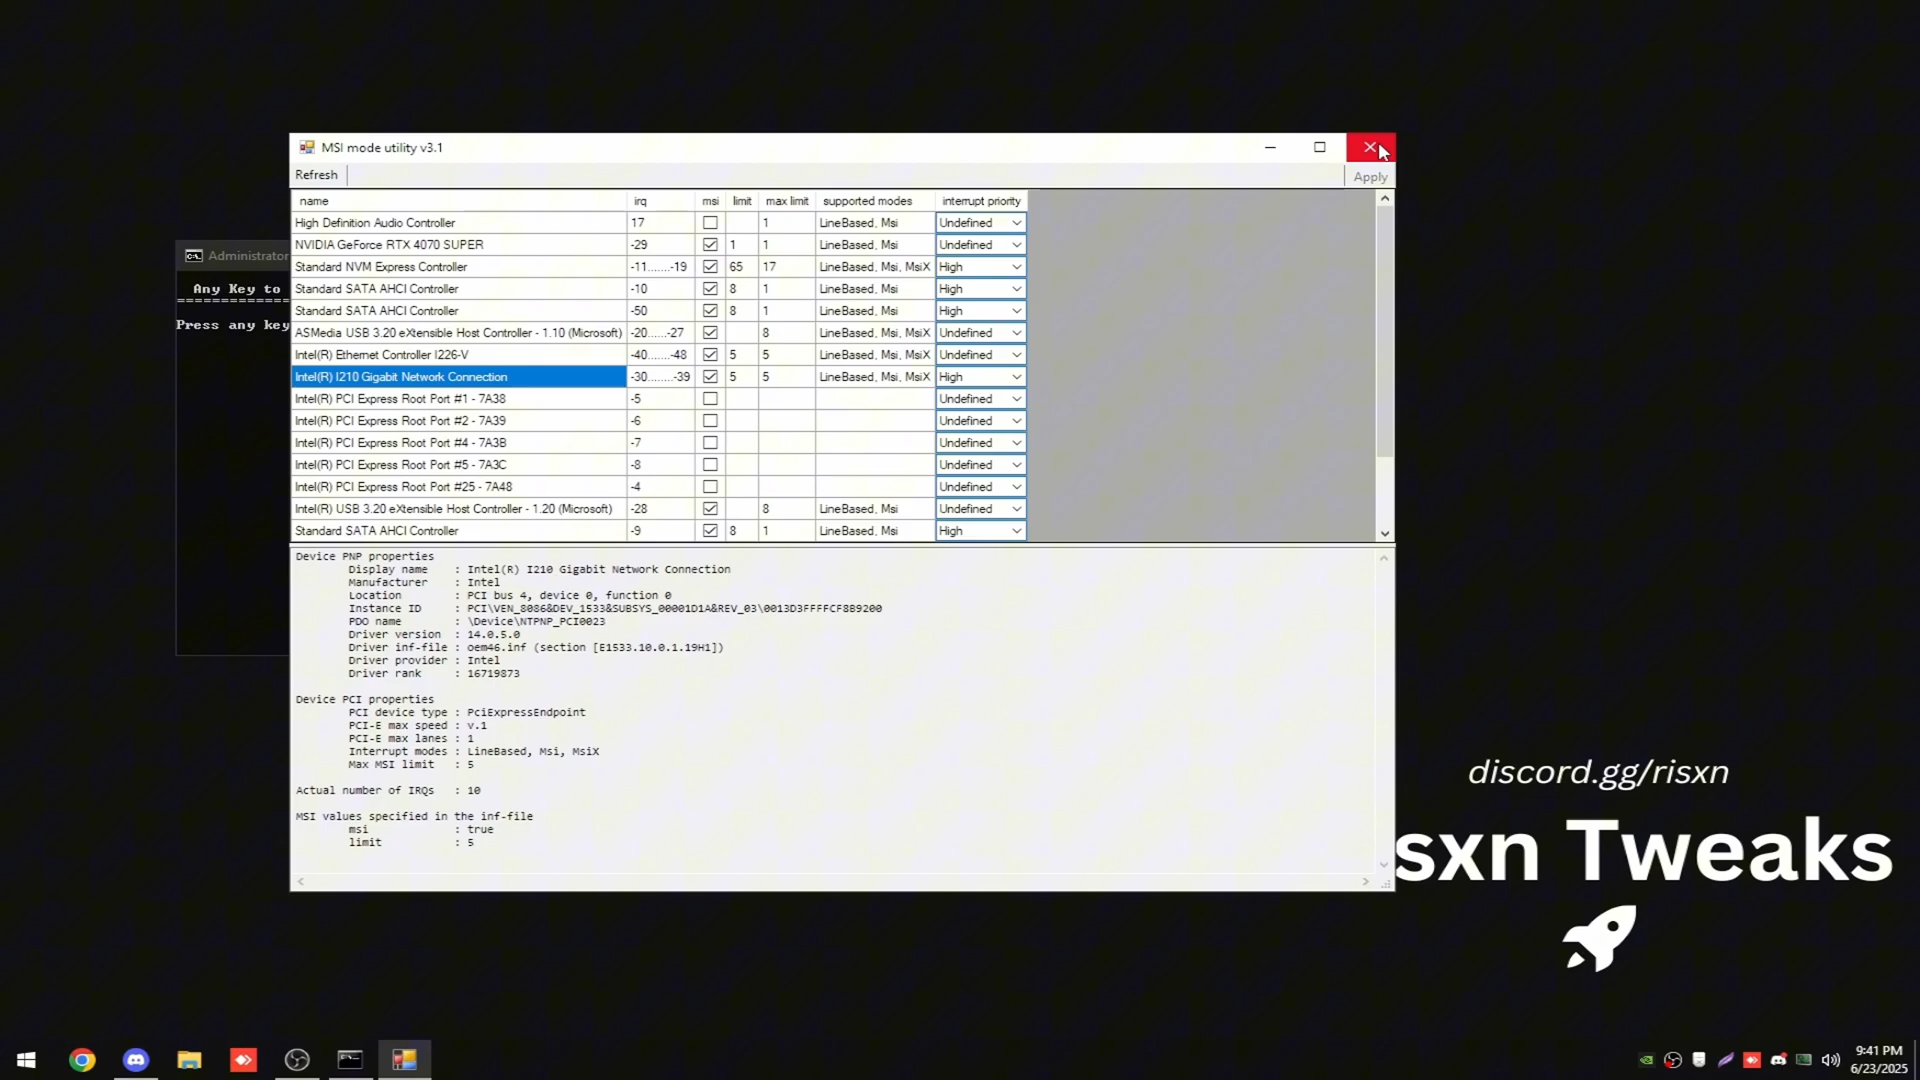 MSI mode utility v3.1
Refresh
Apply
name irq msi limit max limit supported modes interrupt priority
High Definition Audio Controller 17 1 LineBased, Msi Undefined
NVIDIA GeForce RTX 4070 SUPER -29 1 1 LineBased, Msi Undefined
Standard NVM Express Controller -11.......-19 65 17 LineBased, Msi, MsiX High
Standard SATA AHCI Controller -10 8 1 LineBased, Msi High
Standard SATA AHCI Controller -50 8 1 LineBased, Msi High
ASMedia USB 3.20 eXtensible Host Controller - 1.10 (Microsoft) -20......-27 8 LineBased, Msi, MsiX Undefined
Intel(R) Ethernet Controller I226-V -40.......-48 5 5 LineBased, Msi, MsiX Undefined
Intel(R) I210 Gigabit Network Connection -30........-39 5 5 LineBased, Msi, MsiX High
Intel(R) PCI Express Root Port #1 - 7A38 -5 Undefined
Intel(R) PCI Express Root Port #2 - 7A39 -6 Undefined
Intel(R) PCI Express Root Port #4 - 7A3B -7 Undefined
Intel(R) PCI Express Root Port #5 - 7A3C -8 Undefined
Intel(R) PCI Express Root Port #25 - 7A48 -4 Undefined
Intel(R) USB 3.20 eXtensible Host Controller - 1.20 (Microsoft) -28 8 LineBased, Msi Undefined
Standard SATA AHCI Controller -9 8 1 LineBased, Msi High
Administrator
Any Key to
================
Press any key
Device PNP properties
Display name : Intel(R) I210 Gigabit Network Connection
Manufacturer : Intel
Location : PCI bus 4, device 0, function 0
Instance ID : PCI\VEN_8086&DEV_1533&SUBSYS_00001D1A&REV_03\0013D3FFFFCF8B9200
PDO name : \Device\NTPNP_PCI0023
Driver version : 14.0.5.0
Driver inf-file : oem46.inf (section [E1533.10.0.1.19H1])
Driver provider : Intel
Driver rank : 16719873
Device PCI properties
PCI device type : PciExpressEndpoint
PCI-E max speed : v.1
PCI-E max lanes : 1
Interrupt modes : LineBased, Msi, MsiX
Max MSI limit : 5
Actual number of IRQs : 10
MSI values specified in the inf-file
msi : true
limit : 5
discord.gg/risxn
sxn Tweaks
9:41 PM
6/23/2025